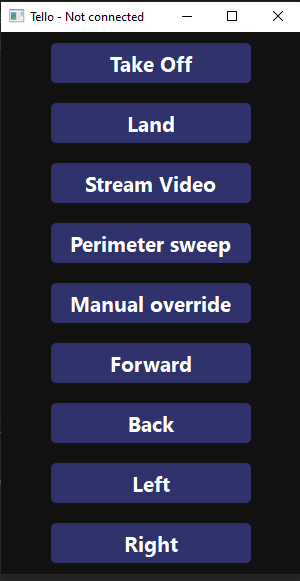 Tello - Not connected
Take Off
Land
Stream Video
Perimeter sweep
Manual override
Forward
Back
Left
Right